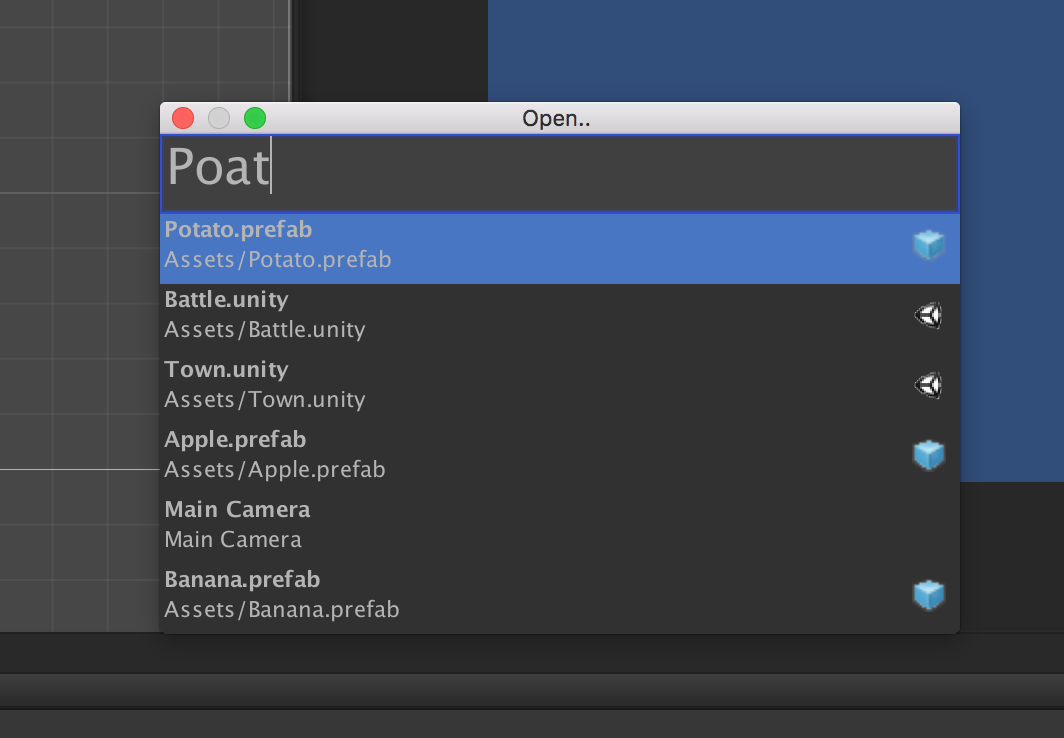 Open..
Poat
Potato.prefab
Assets/Potato.prefab
Battle.unity
Assets/Battle.unity
Town.unity
Assets/Town.unity
Apple.prefab
Assets/Apple.prefab
Main Camera
Main Camera
Banana.prefab
Assets/Banana.prefab